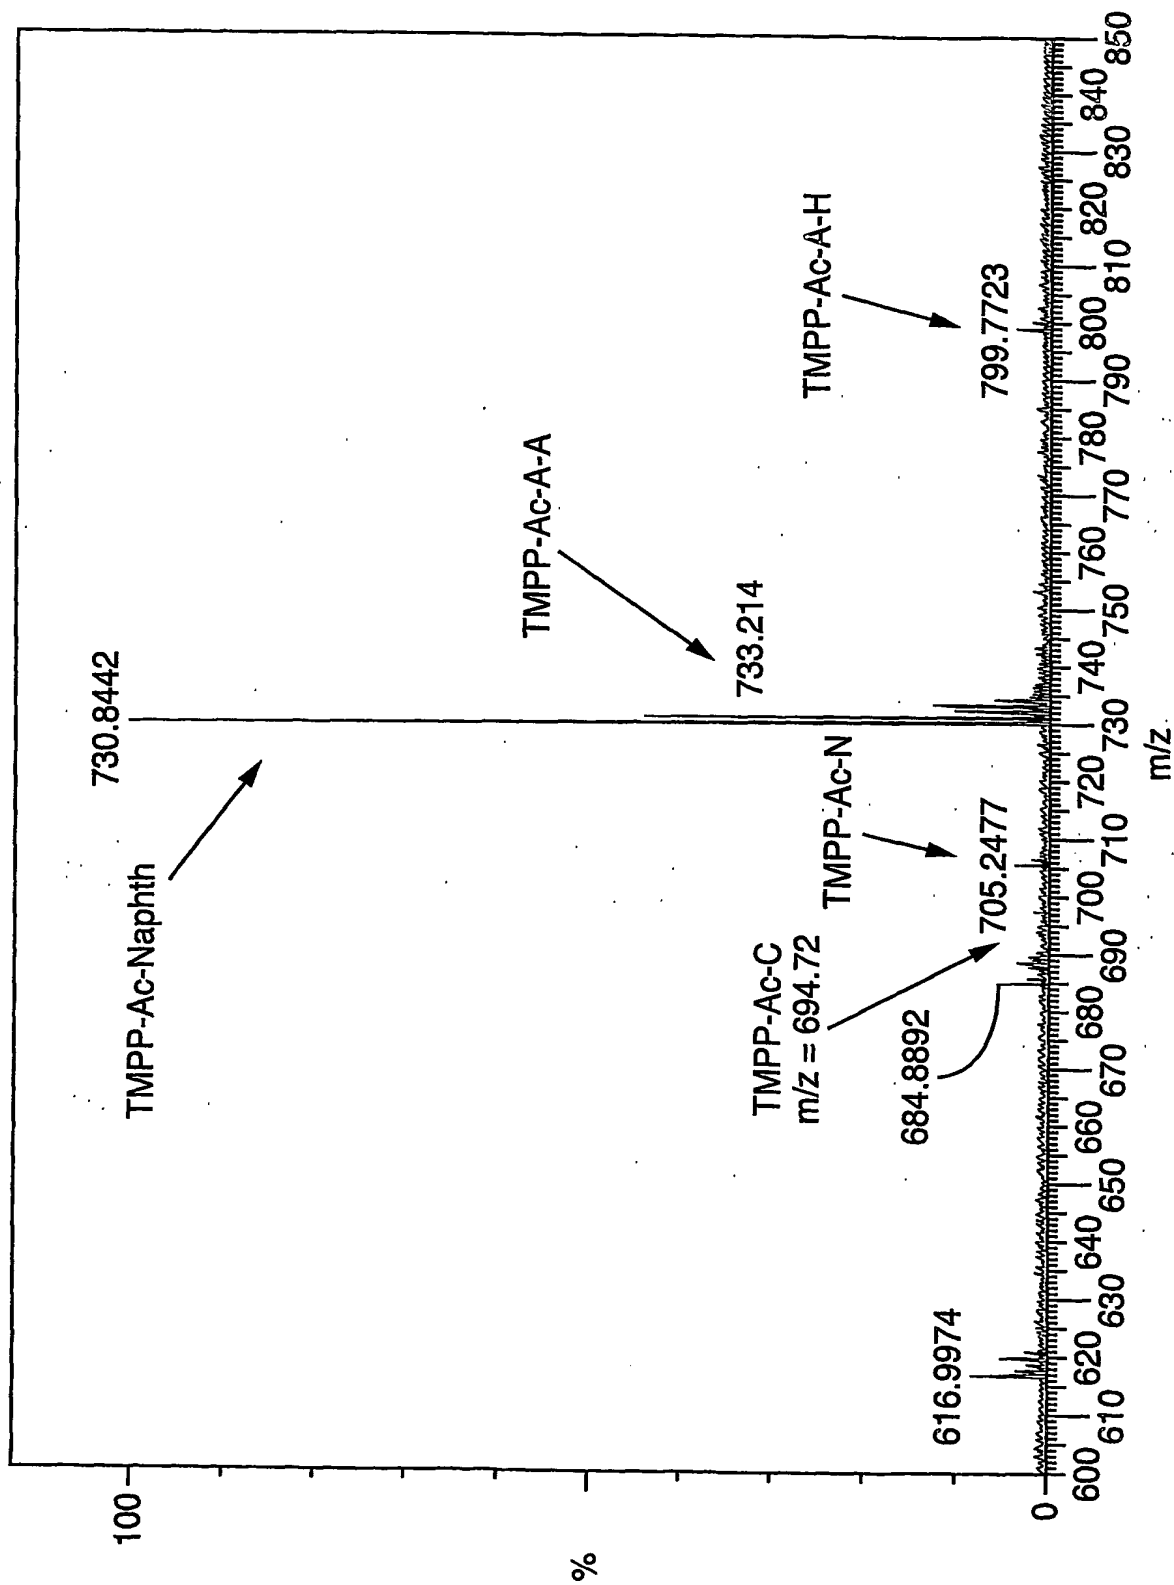 730.8442
TMPP-Ac-Naphth
TMPP-Ac-A-A
733.214
TMPP-Ac-A-H
799.7723
TMPP-Ac-N
705.2477
TMPP-Ac-C
m/z = 694.72
684.8892
616.9974
100
%
0
600 610 620 630 640 650 660 670 680 690 700 710 720 730 740 750 760 770 780 790 800 810 820 830 840 850
m/z